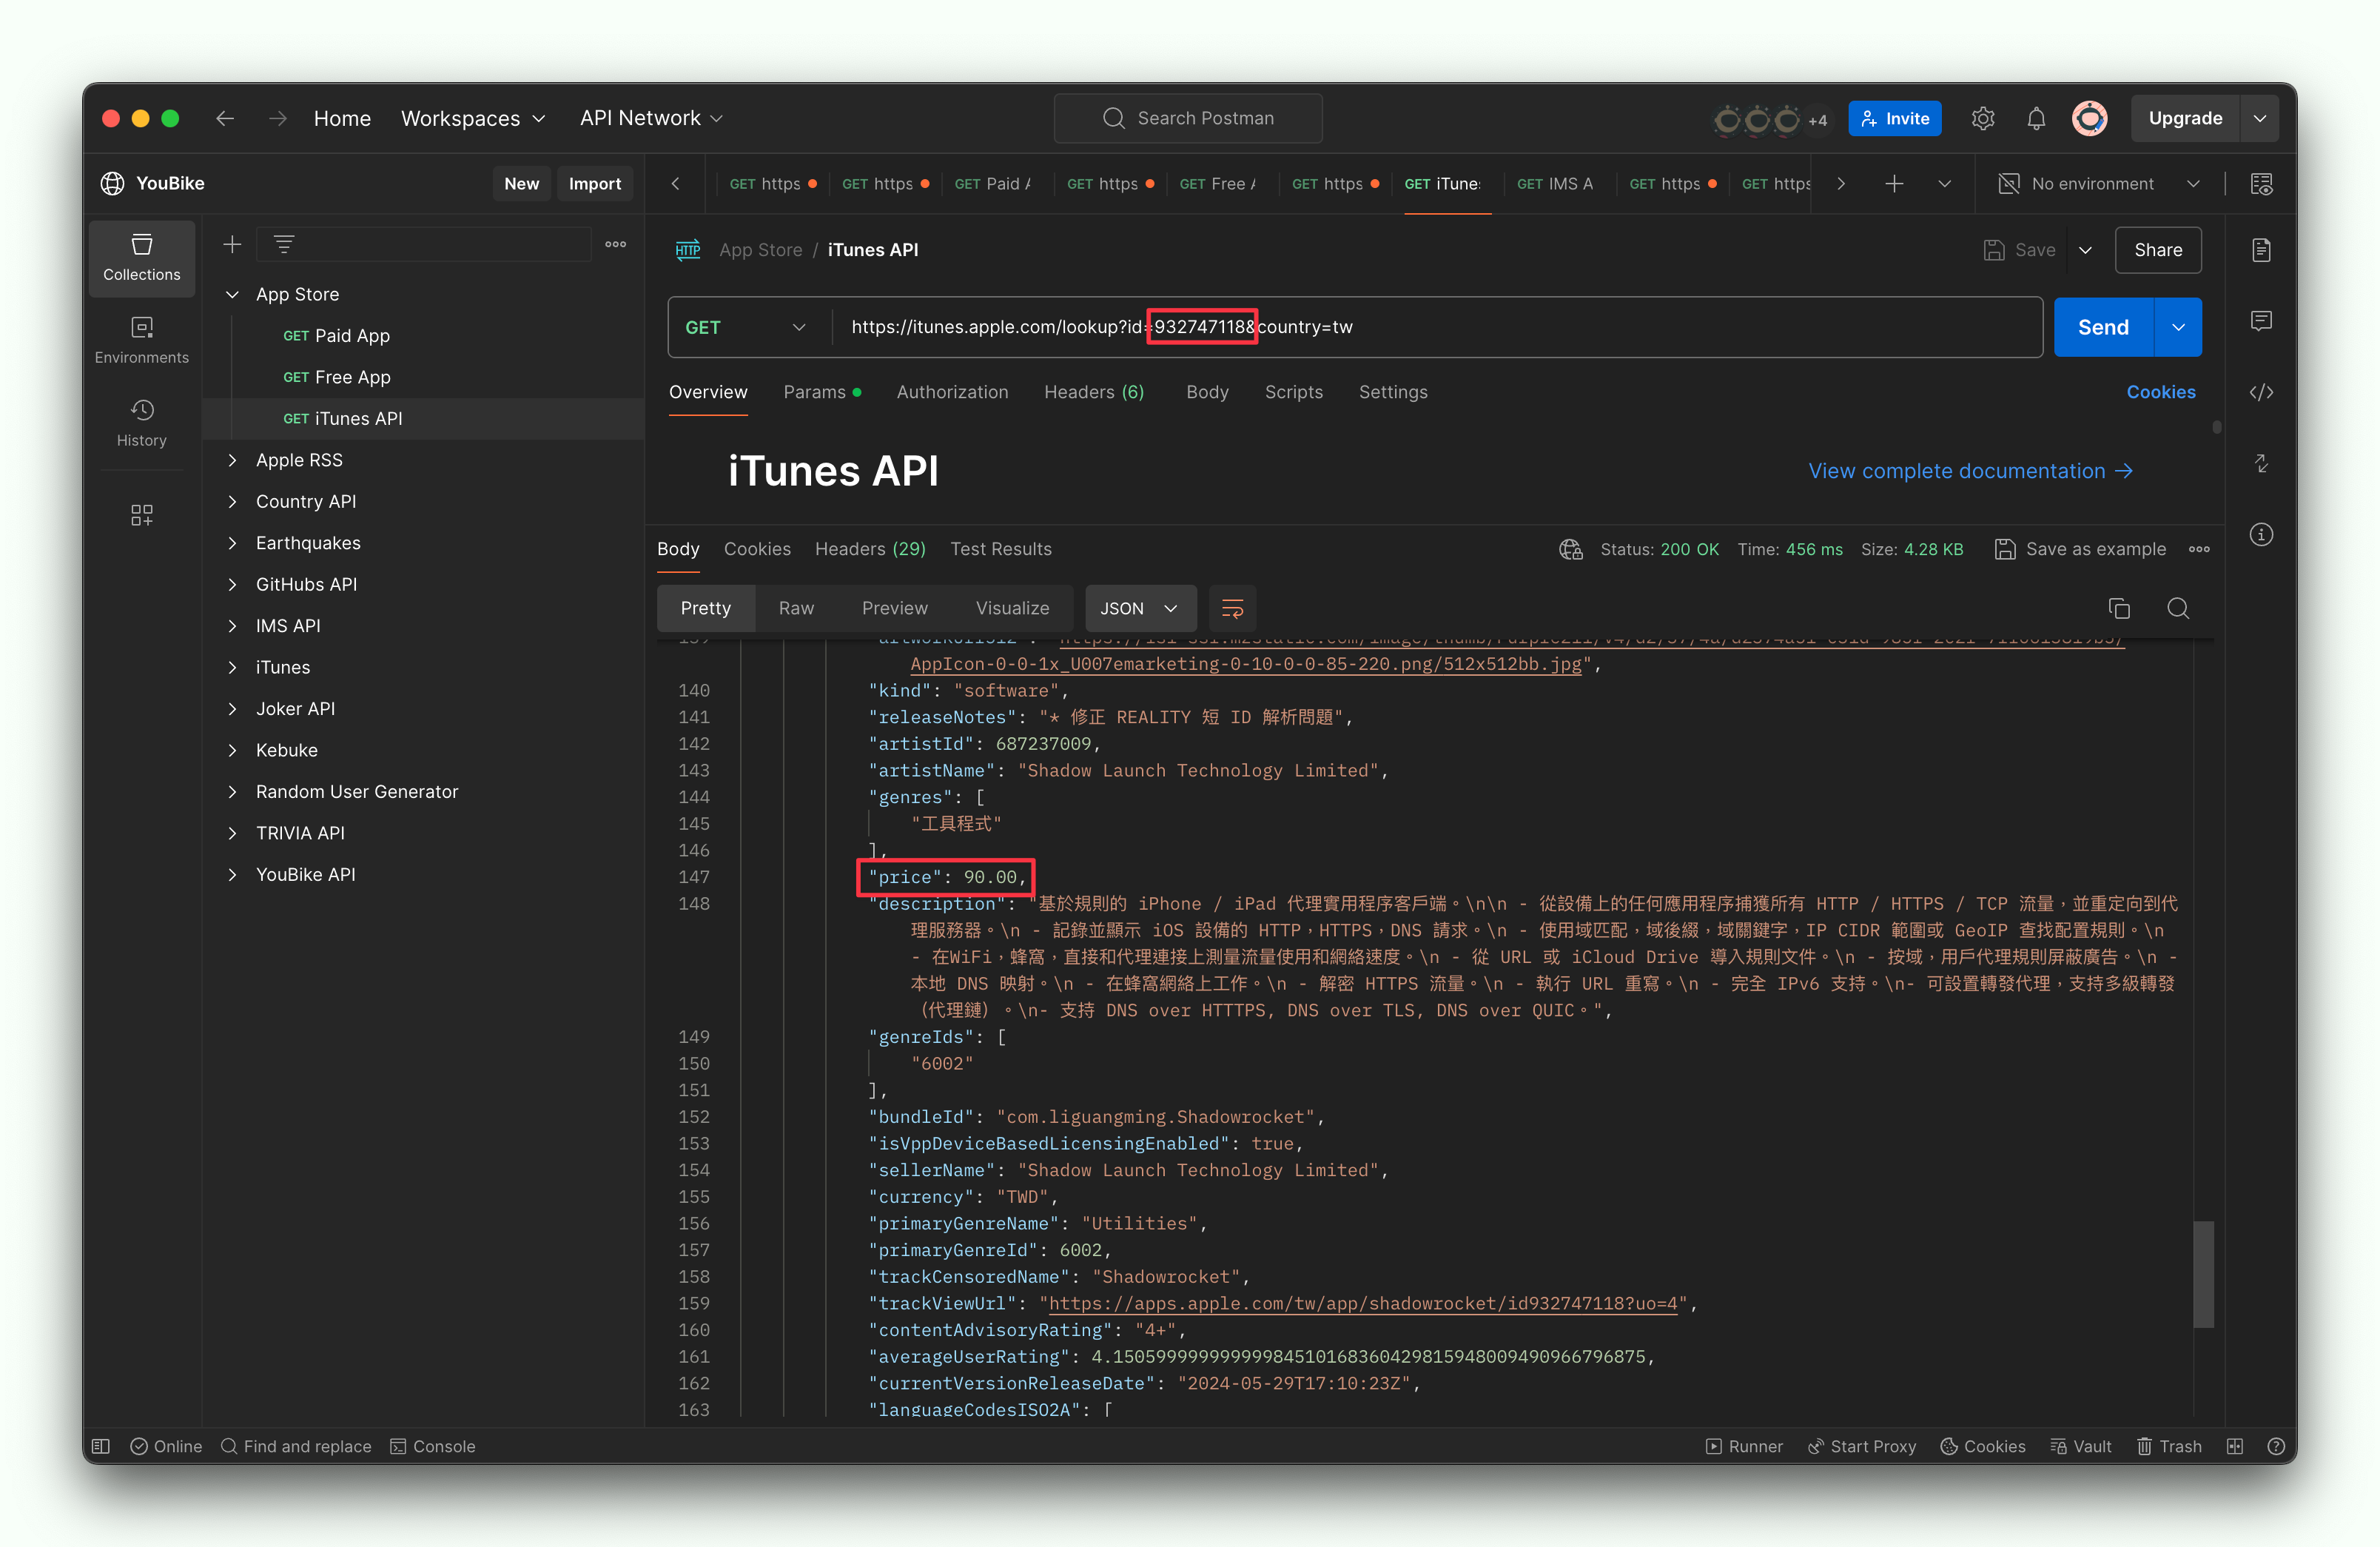 Home Workspaces API Network Search Postman +4 Invite Upgrade
YouBike New Import GET https GET https GET Paid A GET https GET Free A GET https GET iTune: GET IMS A GET https GET https No environment
Collections
Environments
History
App Store
GET Paid App
GET Free App
GET iTunes API
Apple RSS
Country API
Earthquakes
GitHubs API
IMS API
iTunes
Joker API
Kebuke
Random User Generator
TRIVIA API
YouBike API
HTTP App Store / iTunes API Save Share
GET https://itunes.apple.com/lookup?id=932747118&country=tw Send
Overview Params Authorization Headers (6) Body Scripts Settings Cookies
iTunes API View complete documentation →
Body Cookies Headers (29) Test Results Status: 200 OK Time: 456 ms Size: 4.28 KB Save as example
Pretty Raw Preview Visualize JSON
AppIcon-0-0-1x_U007emarketing-0-10-0-0-85-220.png/512x512bb.jpg",
140 "kind": "software",
141 "releaseNotes": "* 修正 REALITY 短 ID 解析問題",
142 "artistId": 687237009,
143 "artistName": "Shadow Launch Technology Limited",
144 "genres": [
145 "工具程式"
146 ],
147 "price": 90.00,
148 "description": "基於規則的 iPhone / iPad 代理實用程序客戶端。\n\n - 從設備上的任何應用程序捕獲所有 HTTP / HTTPS / TCP 流量，並重定向到代
理服務器。\n - 記錄並顯示 iOS 設備的 HTTP，HTTPS，DNS 請求。\n - 使用域匹配，域後綴，域關鍵字，IP CIDR 範圍或 GeoIP 查找配置規則。\n
- 在WiFi，蜂窩，直接和代理連接上測量流量使用和網絡速度。\n - 從 URL 或 iCloud Drive 導入規則文件。\n - 按域，用戶代理規則屏蔽廣告。\n -
本地 DNS 映射。\n - 在蜂窩網絡上工作。\n - 解密 HTTPS 流量。\n - 執行 URL 重寫。\n - 完全 IPv6 支持。\n- 可設置轉發代理，支持多級轉發
（代理鏈）。\n- 支持 DNS over HTTTPS, DNS over TLS, DNS over QUIC。",
149 "genreIds": [
150 "6002"
151 ],
152 "bundleId": "com.liguangming.Shadowrocket",
153 "isVppDeviceBasedLicensingEnabled": true,
154 "sellerName": "Shadow Launch Technology Limited",
155 "currency": "TWD",
156 "primaryGenreName": "Utilities",
157 "primaryGenreId": 6002,
158 "trackCensoredName": "Shadowrocket",
159 "trackViewUrl": "https://apps.apple.com/tw/app/shadowrocket/id932747118?uo=4",
160 "contentAdvisoryRating": "4+",
161 "averageUserRating": 4.15059999999999984510168360429815948009490966796875,
162 "currentVersionReleaseDate": "2024-05-29T17:10:23Z",
163 "languageCodesISO2A": [
Online Find and replace Console Runner Start Proxy Cookies Vault Trash